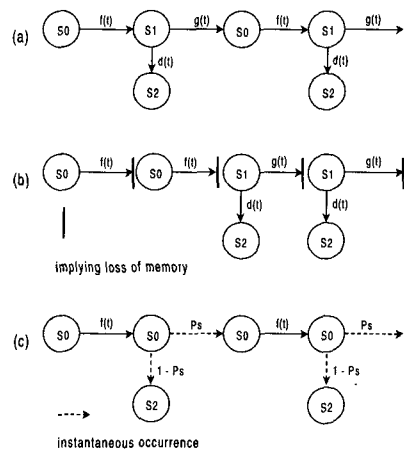 (a) S0 f(t) S1 g(t) S0 f(t) S1 g(t)
d(t) d(t)
S2 S2
(b) S0 f(t) S0 f(t) S1 g(t) S1 g(t)
d(t) d(t)
S2 S2
implying loss of memory
(c) S0 f(t) S0 Ps S0 f(t) S0 Ps
1 - Ps 1 - Ps
S2 S2
instantaneous occurrence